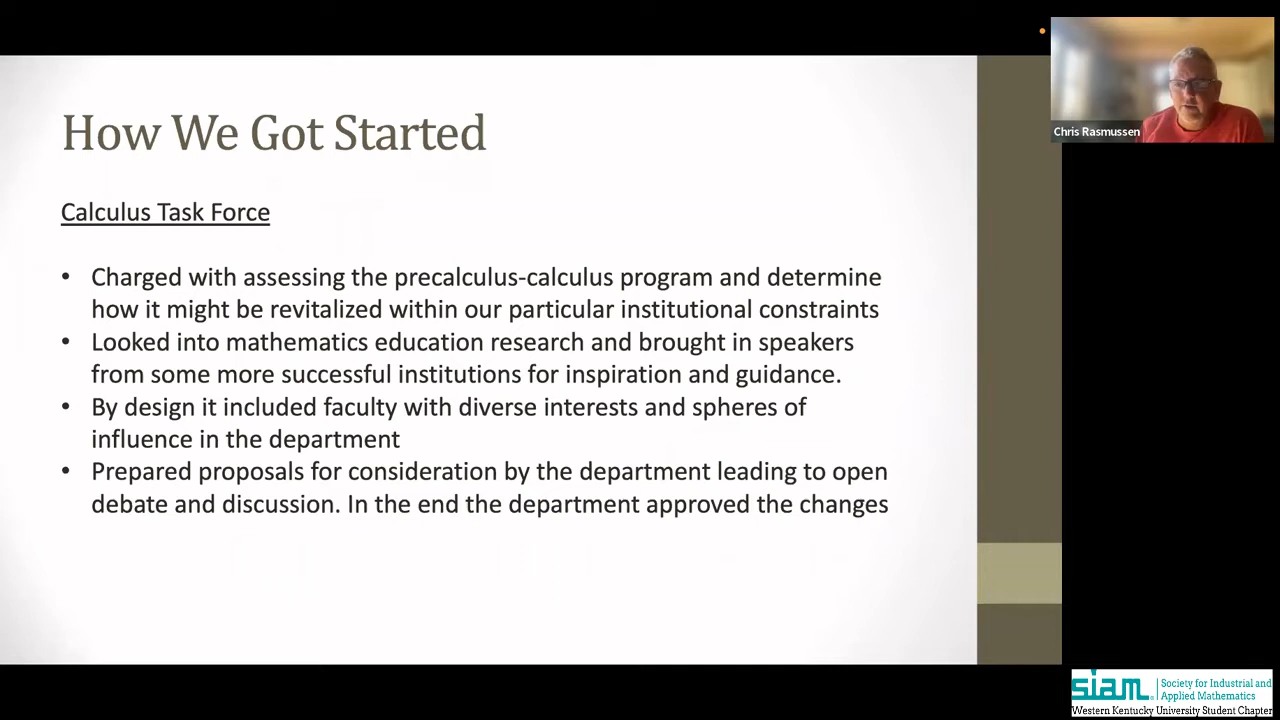 How We Got Started
Calculus Task Force
• Charged with assessing the precalculus-calculus program and determine
how it might be revitalized within our particular institutional constraints
• Looked into mathematics education research and brought in speakers
from some more successful institutions for inspiration and guidance.
• By design it included faculty with diverse interests and spheres of
influence in the department
• Prepared proposals for consideration by the department leading to open
debate and discussion. In the end the department approved the changes
Chris Rasmussen
siam. Society for Industrial and
Applied Mathematics
Western Kentucky University Student Chapter